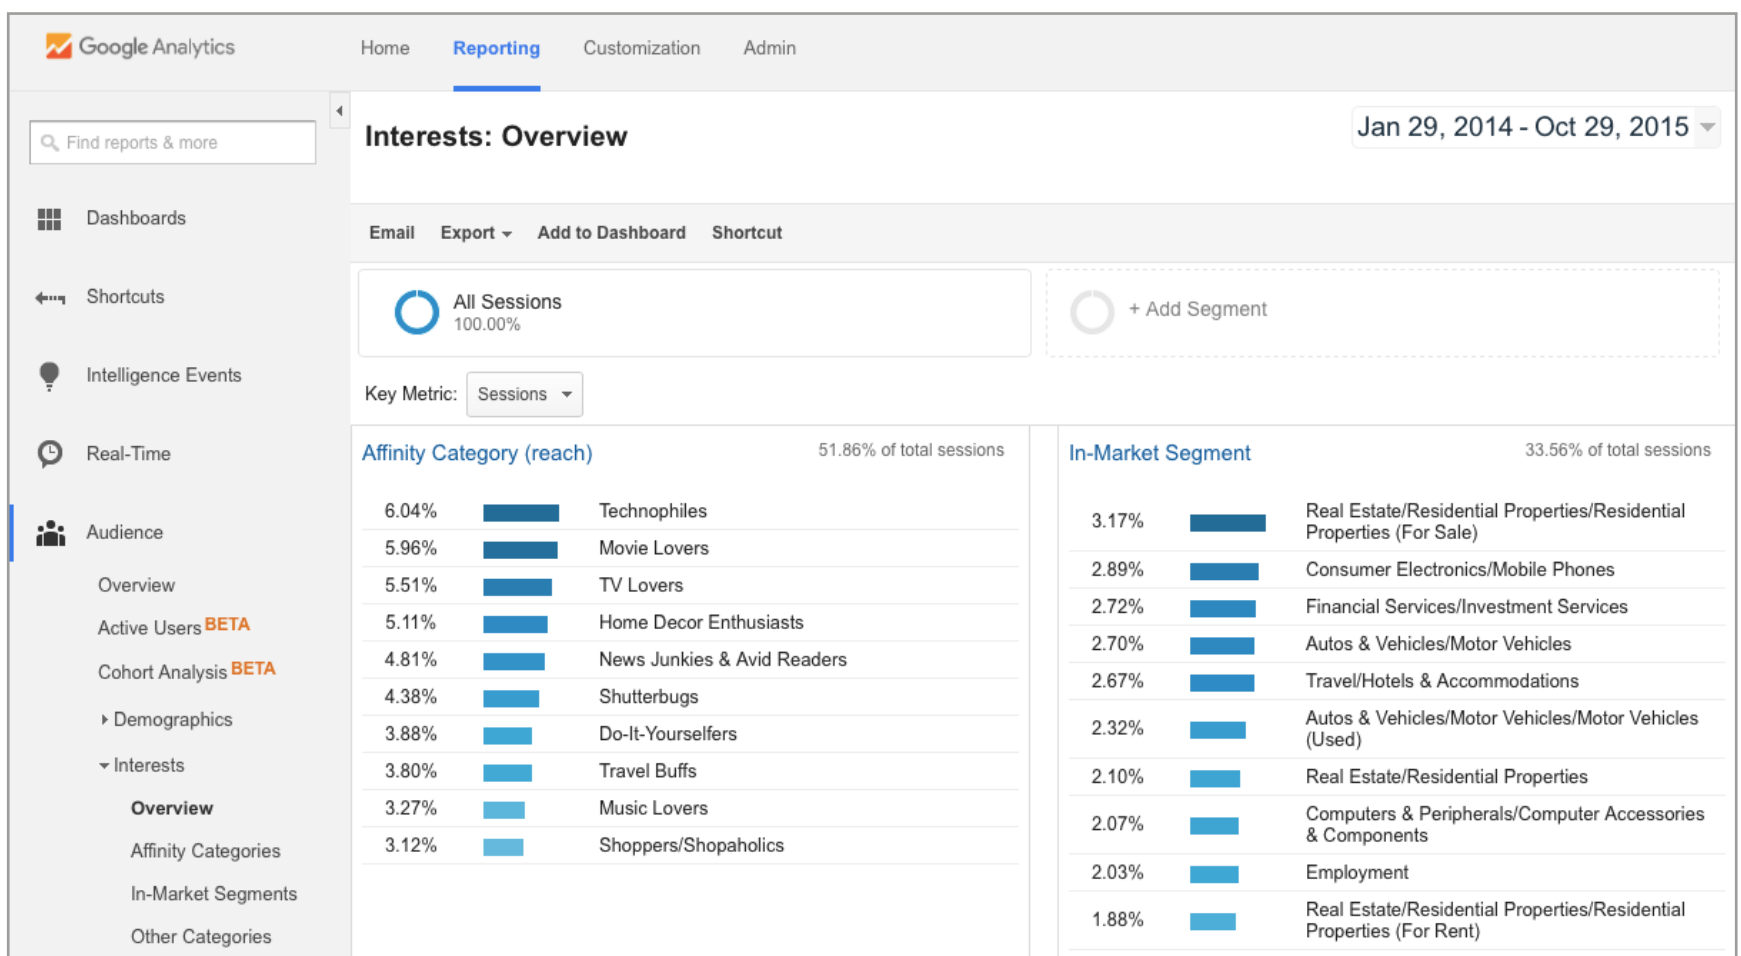 Google Analytics
Home Reporting Customization Admin
Find reports & more
Dashboards
Shortcuts
Intelligence Events
Real-Time
Audience
Overview
Active Users BETA
Cohort Analysis BETA
Demographics
Interests
Overview
Affinity Categories
In-Market Segments
Other Categories
Interests: Overview
Jan 29, 2014 - Oct 29, 2015
Email Export Add to Dashboard Shortcut
All Sessions
100.00%
+ Add Segment
Key Metric: Sessions
Affinity Category (reach) 51.86% of total sessions
6.04% Technophiles
5.96% Movie Lovers
5.51% TV Lovers
5.11% Home Decor Enthusiasts
4.81% News Junkies & Avid Readers
4.38% Shutterbugs
3.88% Do-It-Yourselfers
3.80% Travel Buffs
3.27% Music Lovers
3.12% Shoppers/Shopaholics
In-Market Segment 33.56% of total sessions
3.17% Real Estate/Residential Properties/Residential
Properties (For Sale)
2.89% Consumer Electronics/Mobile Phones
2.72% Financial Services/Investment Services
2.70% Autos & Vehicles/Motor Vehicles
2.67% Travel/Hotels & Accommodations
2.32% Autos & Vehicles/Motor Vehicles/Motor Vehicles
(Used)
2.10% Real Estate/Residential Properties
2.07% Computers & Peripherals/Computer Accessories
& Components
2.03% Employment
1.88% Real Estate/Residential Properties/Residential
Properties (For Rent)